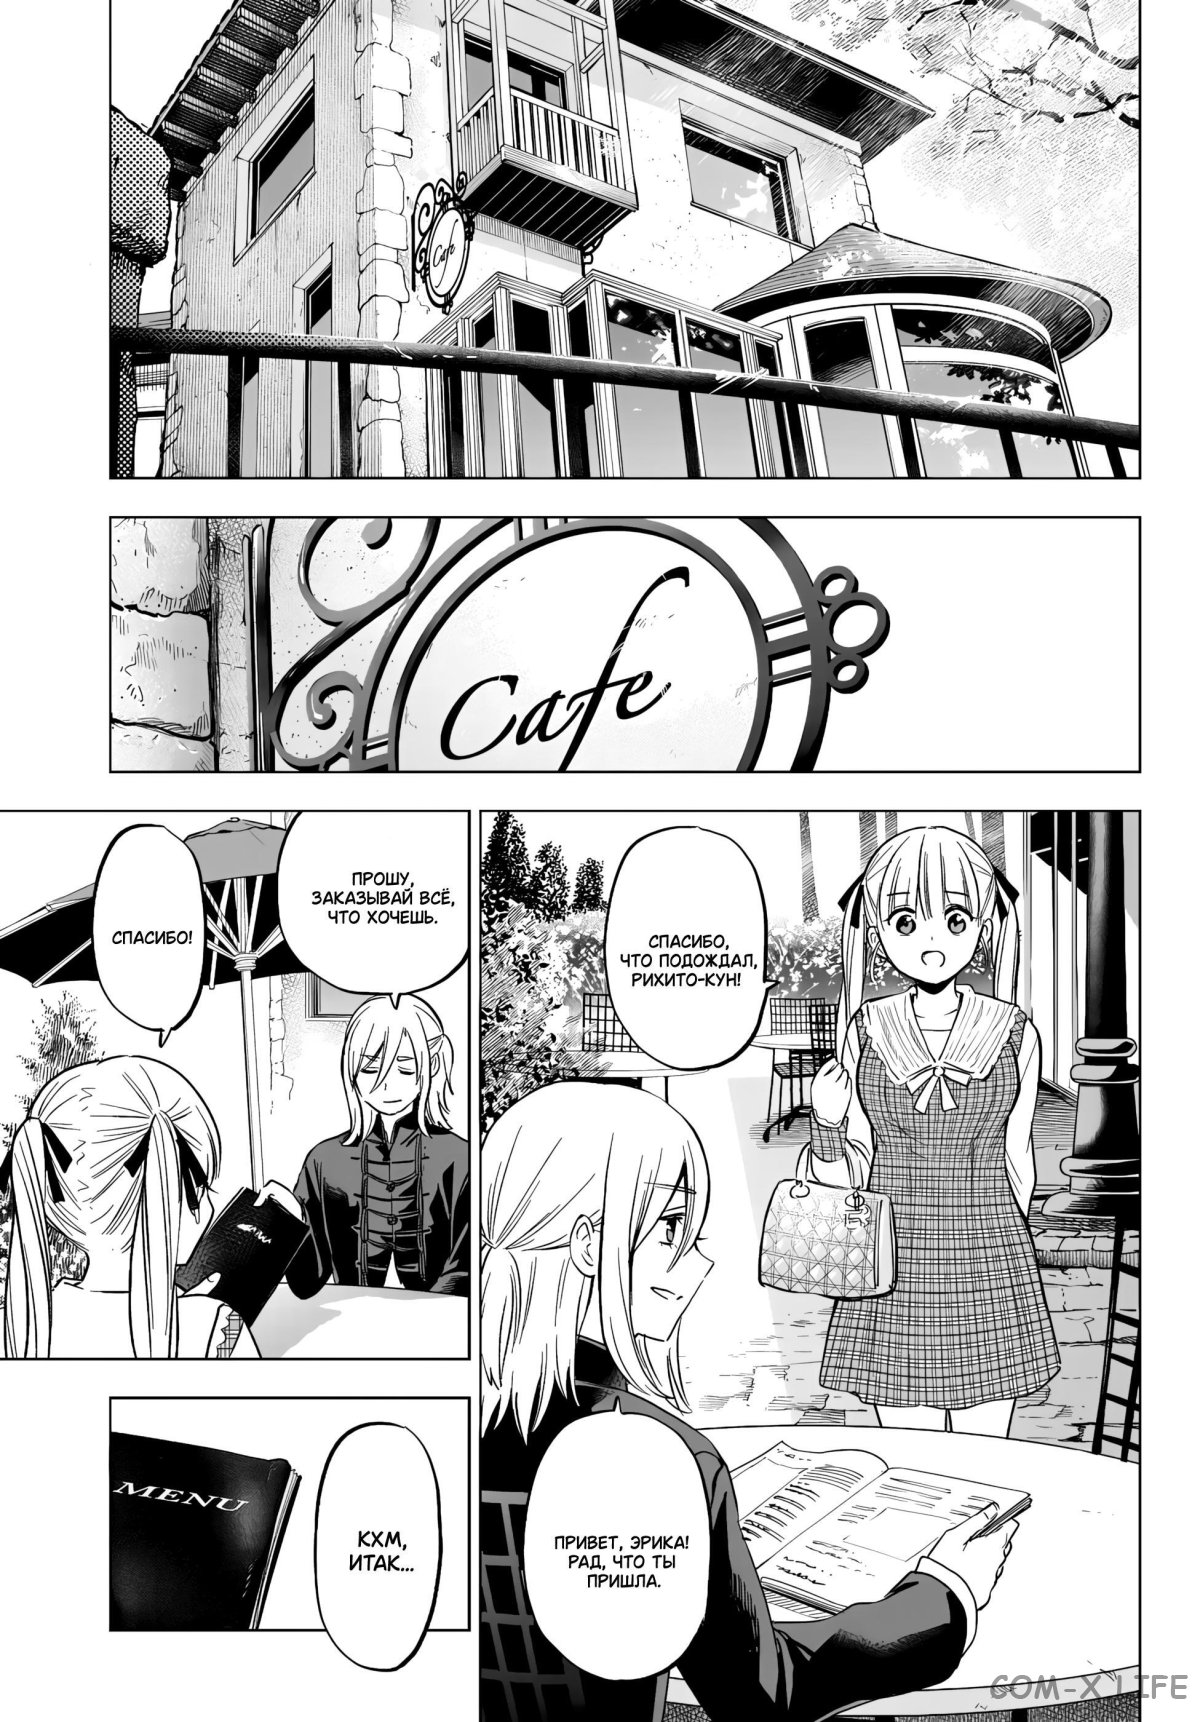 Cafe
Cafe
СПАСИБО,
ЧТО ПОДОЖДАЛ,
РИХИТО-КУН!
ПРИВЕТ, ЭРИКА!
РАД, ЧТО ТЫ
ПРИШЛА.
ПРОШУ,
ЗАКАЗЫВАЙ ВСЁ,
ЧТО ХОЧЕШЬ.
СПАСИБО!
MENU
КХМ,
ИТАК...
COM-X LIFE